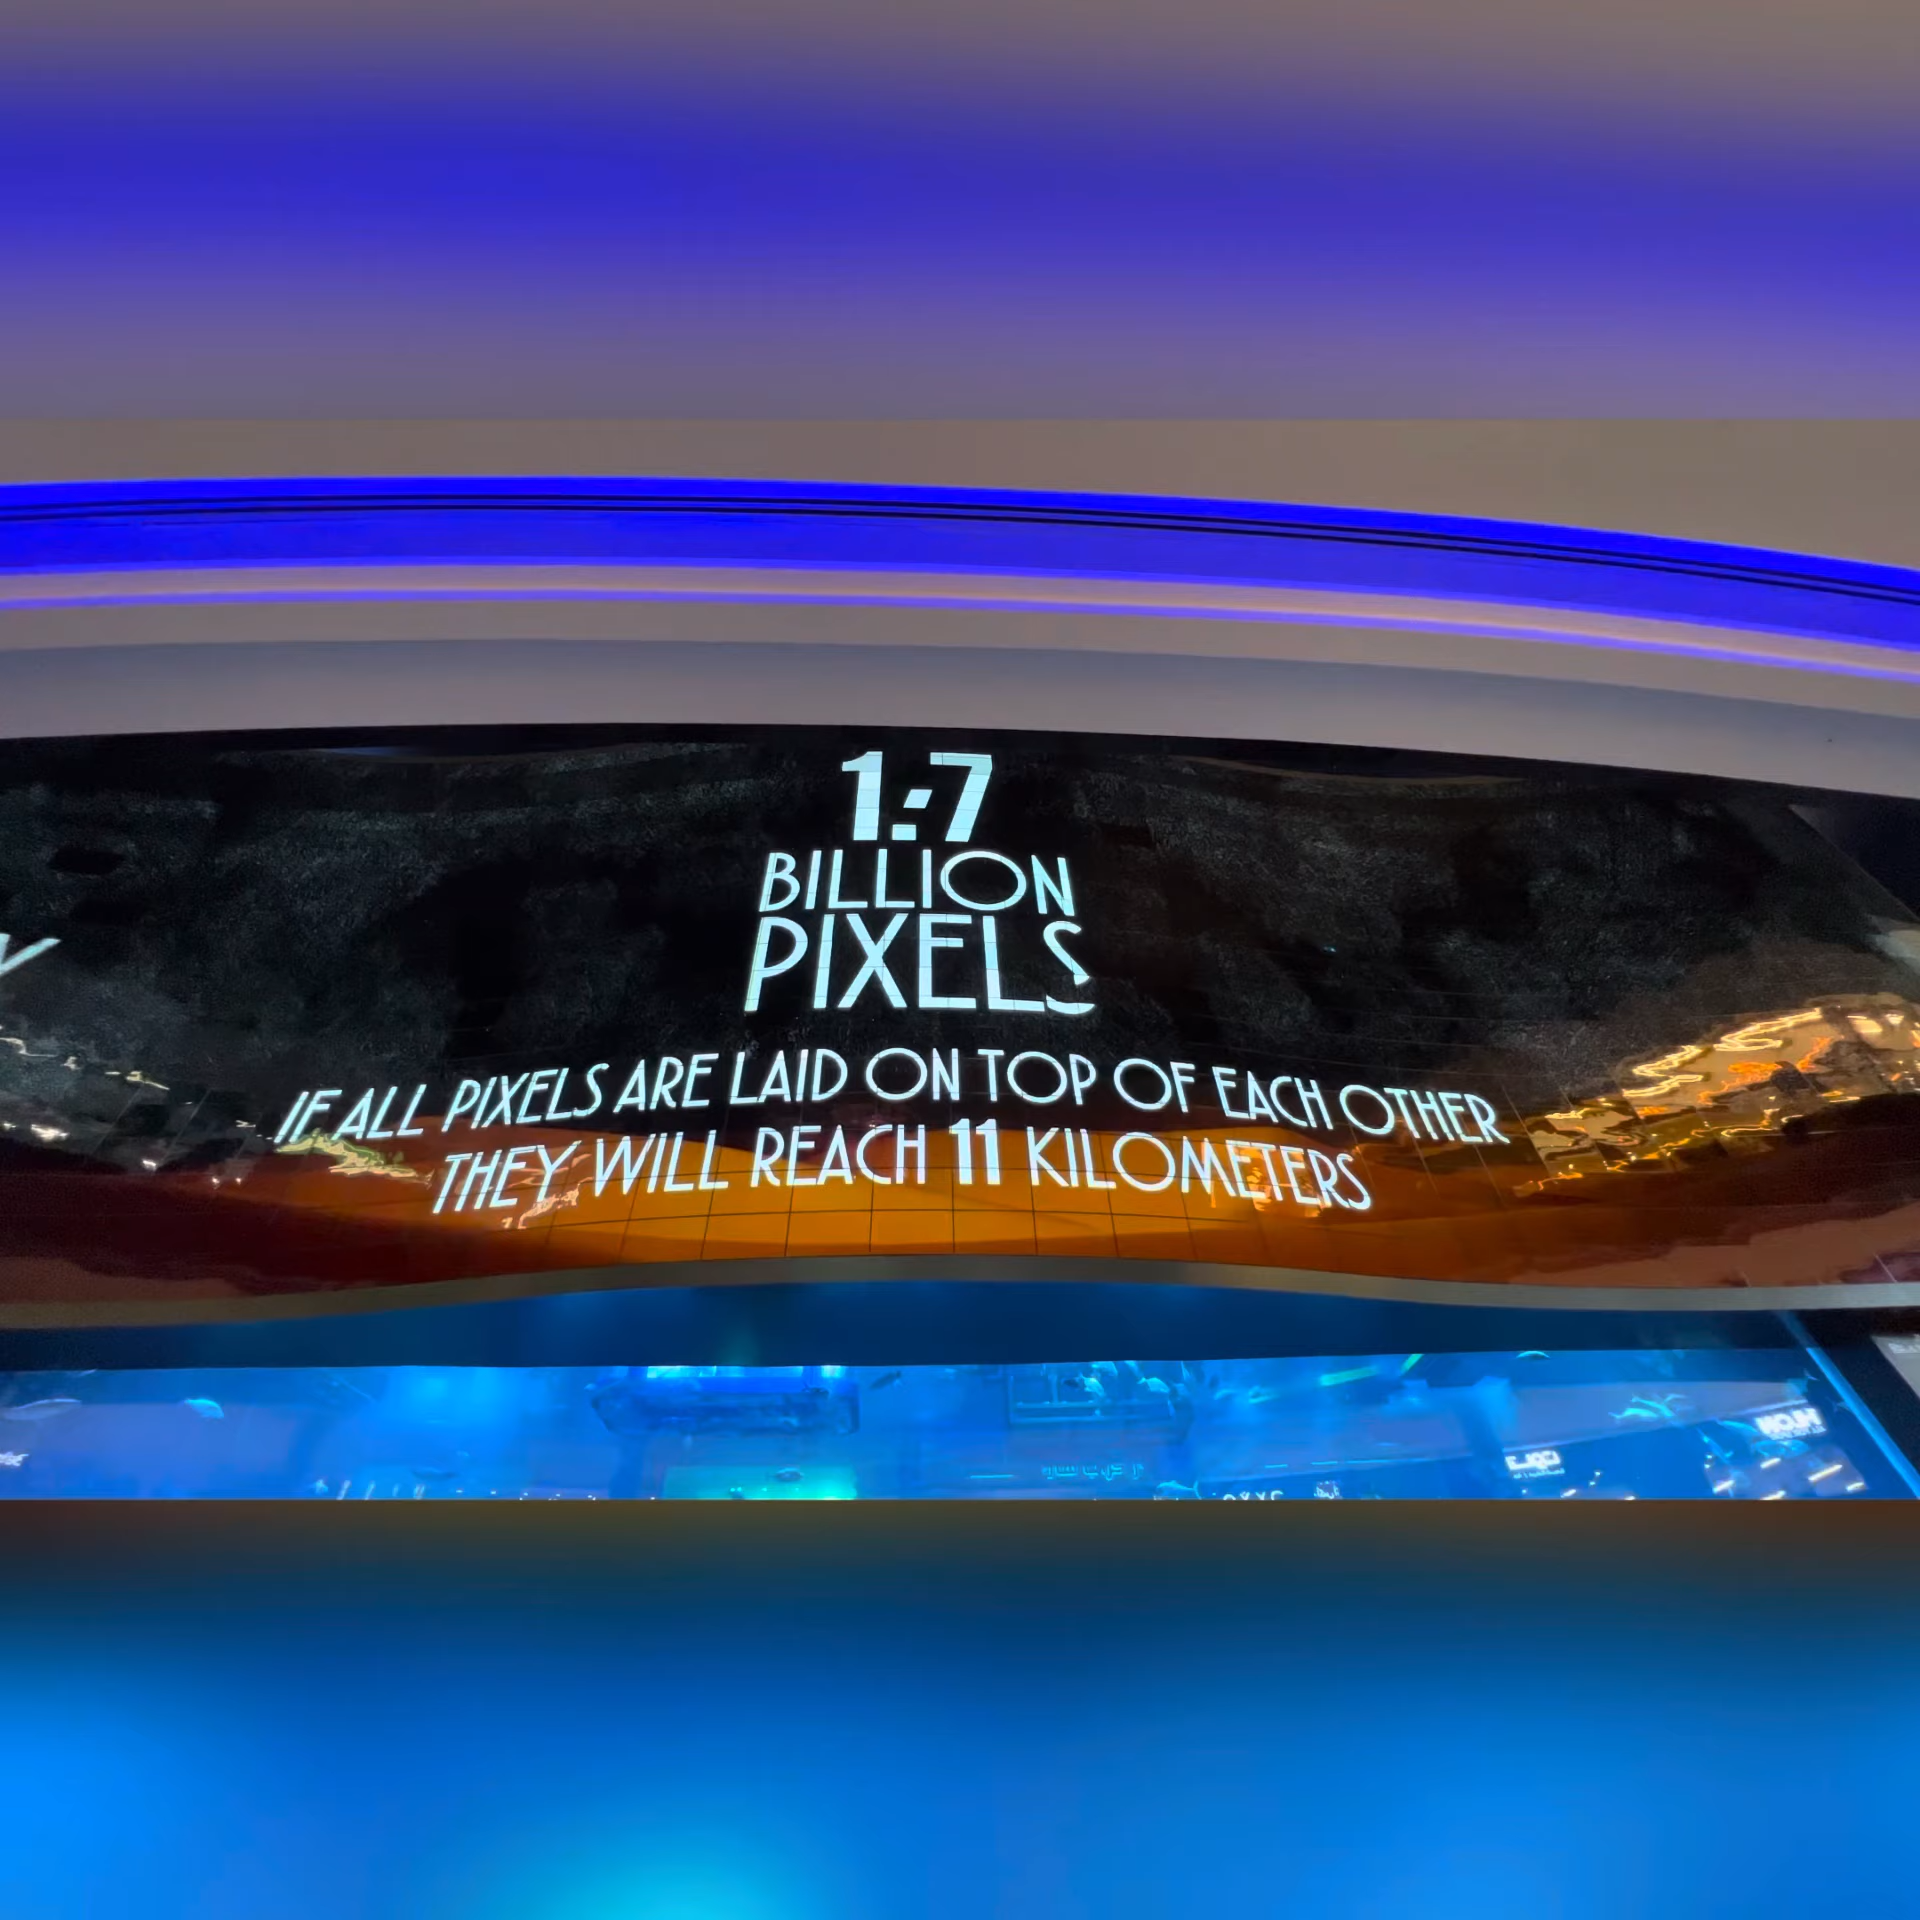 1:7
BILLION
PIXELS
IF ALL PIXELS ARE LAID ON TOP OF EACH OTHER
THEY WILL REACH 11 KILOMETERS